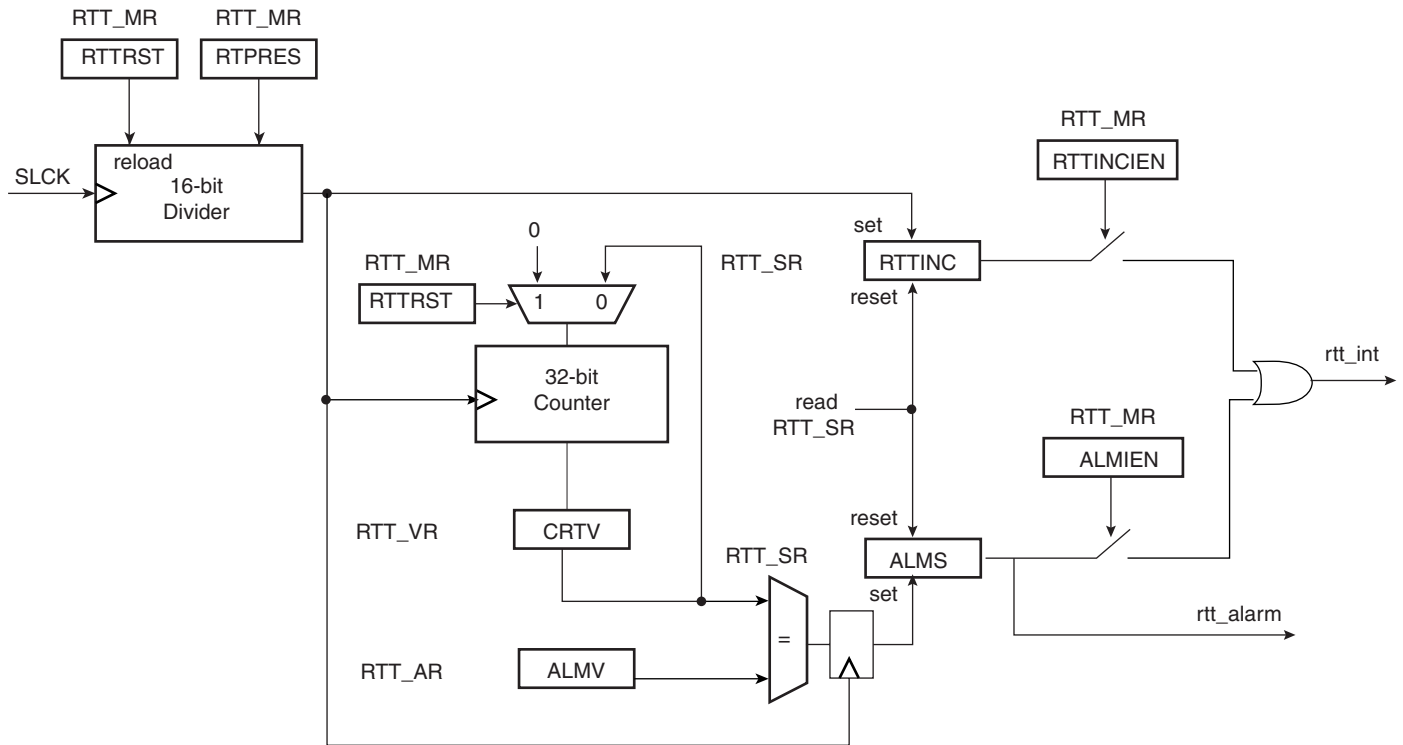 RTT_MR
RTTRST
RTT_MR
RTPRES
reload
16-bit
Divider
SLCK
0
RTT_MR
RTTRST
1 0
RTT_SR
32-bit
Counter
RTT_VR
CRTV
RTT_AR
ALMV
RTT_SR
=
set
RTTINC
reset
read
RTT_SR
reset
ALMS
set
RTT_MR
RTTINCIEN
RTT_MR
ALMIEN
rtt_int
rtt_alarm